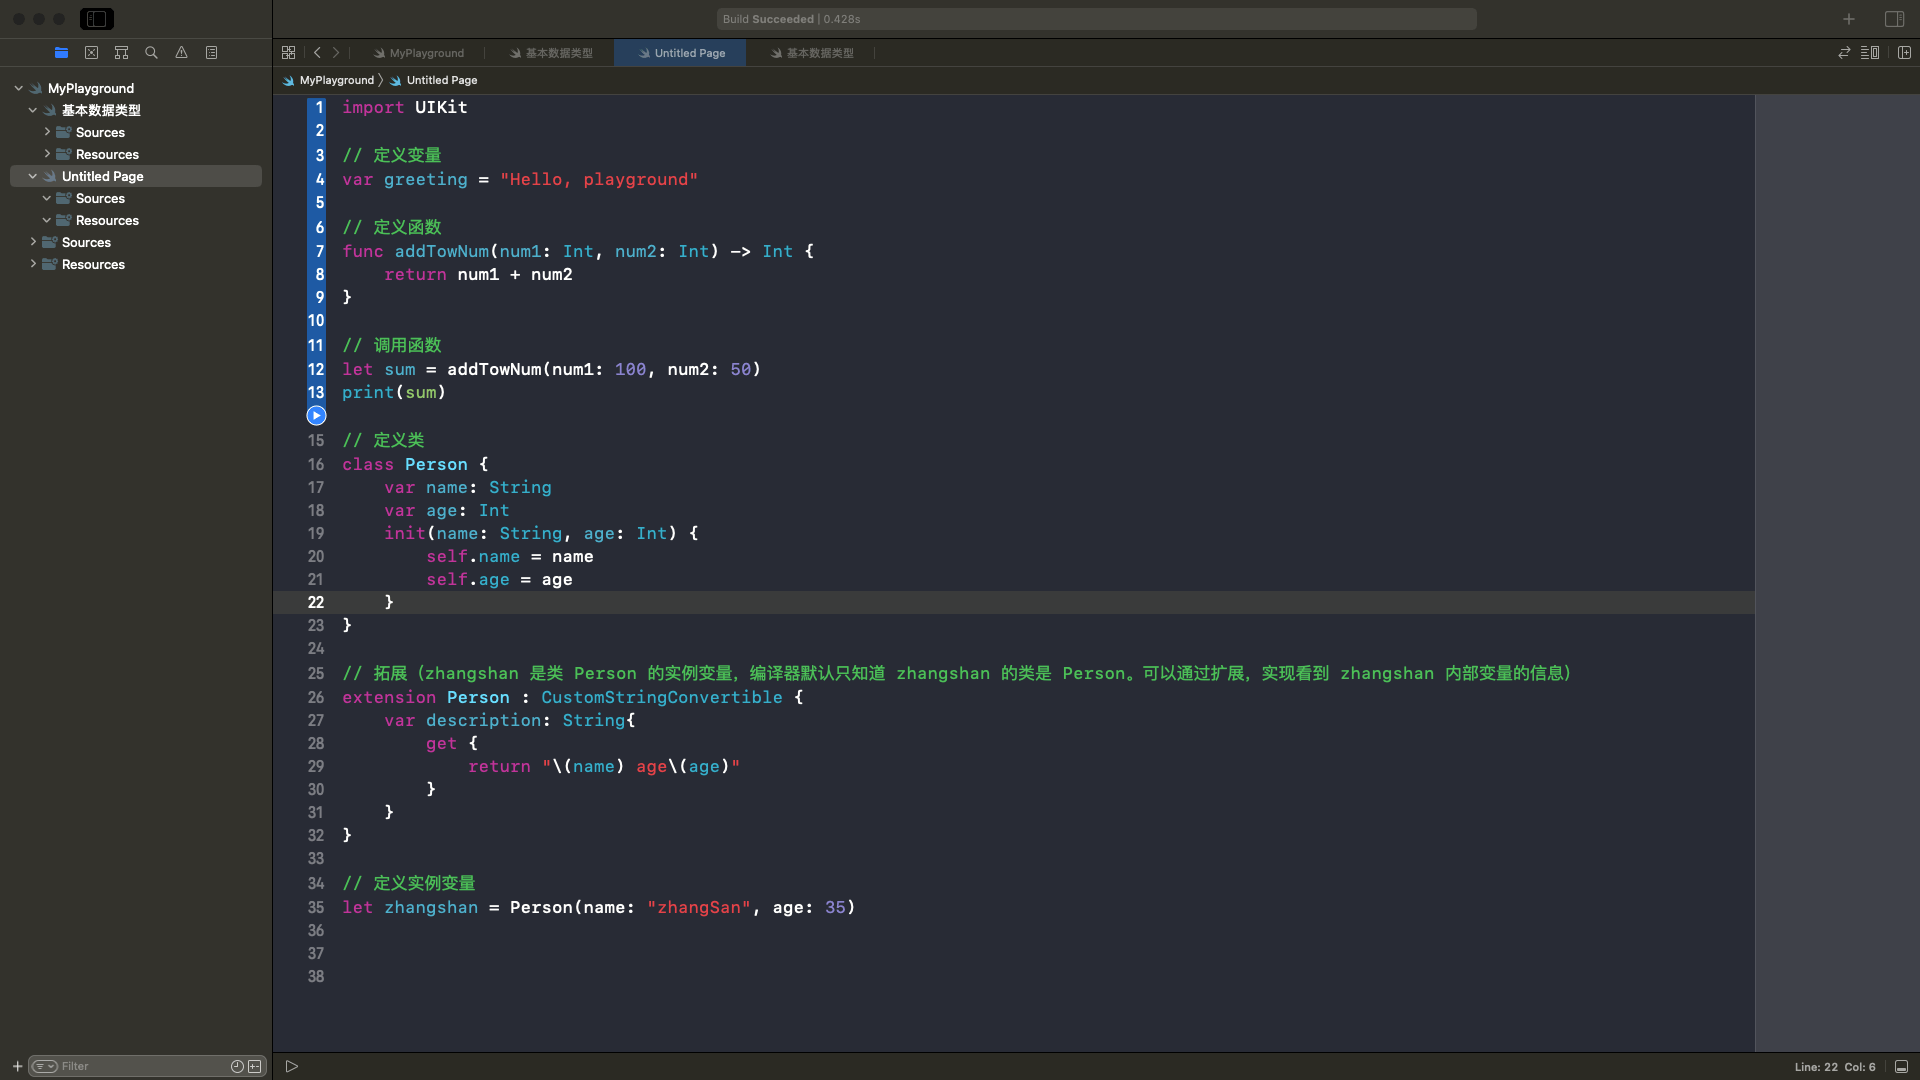 Build Succeeded | 0.428s
MyPlayground
基本数据类型
Untitled Page
基本数据类型
MyPlayground
Untitled Page
MyPlayground
基本数据类型
Sources
Resources
Untitled Page
Sources
Resources
Sources
Resources
1 import UIKit
2
3 // 定义变量
4 var greeting = "Hello, playground"
5
6 // 定义函数
7 func addTowNum(num1: Int, num2: Int) -> Int {
8 return num1 + num2
9 }
10
11 // 调用函数
12 let sum = addTowNum(num1: 100, num2: 50)
13 print(sum)
15 // 定义类
16 class Person {
17 var name: String
18 var age: Int
19 init(name: String, age: Int) {
20 self.name = name
21 self.age = age
22 }
23 }
24
25 // 拓展（zhangshan 是类 Person 的实例变量，编译器默认只知道 zhangshan 的类是 Person。可以通过扩展，实现看到 zhangshan 内部变量的信息）
26 extension Person : CustomStringConvertible {
27 var description: String{
28 get {
29 return "\(name) age\(age)"
30 }
31 }
32 }
33
34 // 定义实例变量
35 let zhangshan = Person(name: "zhangSan", age: 35)
36
37
38
Filter
Line: 22 Col: 6